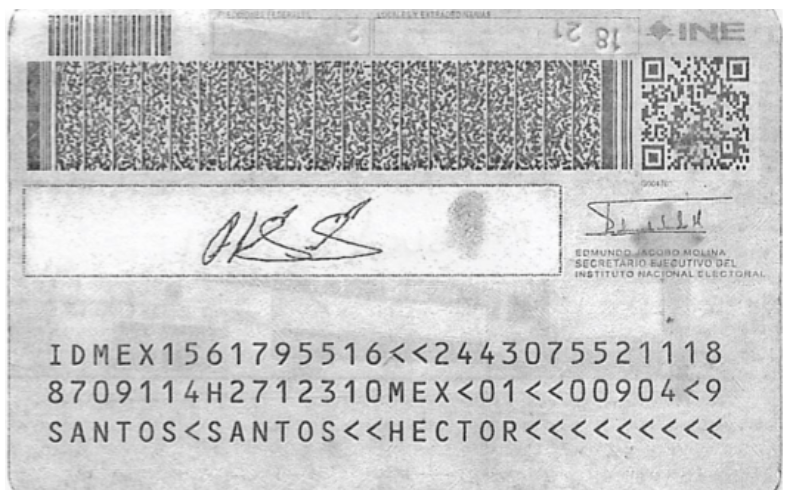 ELECCIONES FEDERALES
LOCALES Y EXTRAORDINARIAS
2
18
21
INE
EDMUNDO JACOBO MOLINA
SECRETARIO EJECUTIVO DEL
INSTITUTO NACIONAL ELECTORAL
IDMEX1561795516<<2443075521118
8709114H2712310MEX<01<<00904<9
SANTOS<SANTOS<<HECTOR<<<<<<<<<